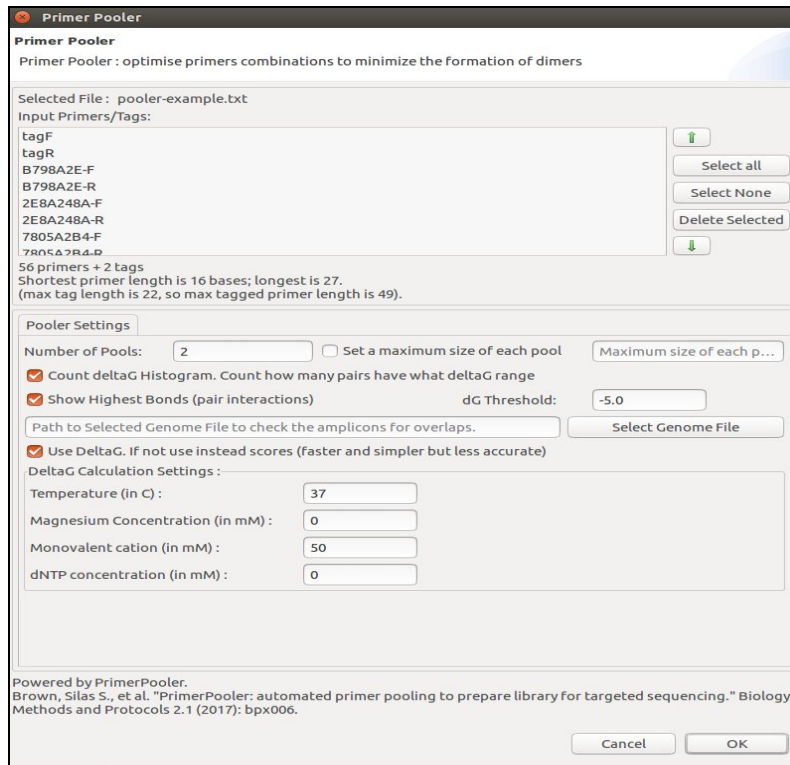 Primer Pooler
Primer Pooler
Primer Pooler : optimise primers combinations to minimize the formation of dimers
Selected File : pooler-example.txt
Input Primers/Tags:
tagF
tagR
B798A2E-F
B798A2E-R
2E8A248A-F
2E8A248A-R
7805A2B4-F
7805A2B4-R
Select all
Select None
Delete Selected
56 primers + 2 tags
Shortest primer length is 16 bases; longest is 27.
(max tag length is 22, so max tagged primer length is 49).
Pooler Settings
Number of Pools: 2 Set a maximum size of each pool Maximum size of each p...
Count deltaG Histogram. Count how many pairs have what deltaG range
Show Highest Bonds (pair interactions) dG Threshold: -5.0
Path to Selected Genome File to check the amplicons for overlaps. Select Genome File
Use DeltaG. If not use instead scores (faster and simpler but less accurate)
DeltaG Calculation Settings :
Temperature (in C) : 37
Magnesium Concentration (in mM) : 0
Monovalent cation (in mM) : 50
dNTP concentration (in mM) : 0
Powered by PrimerPooler.
Brown, Silas S., et al. "PrimerPooler: automated primer pooling to prepare library for targeted sequencing." Biology
Methods and Protocols 2.1 (2017): bpx006.
Cancel OK